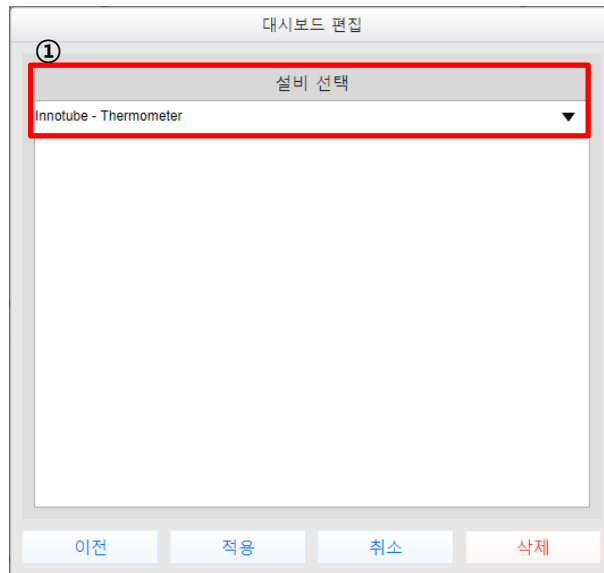 대시보드 편집
①
설비 선택
Innotube - Thermometer
이전 적용 취소 삭제